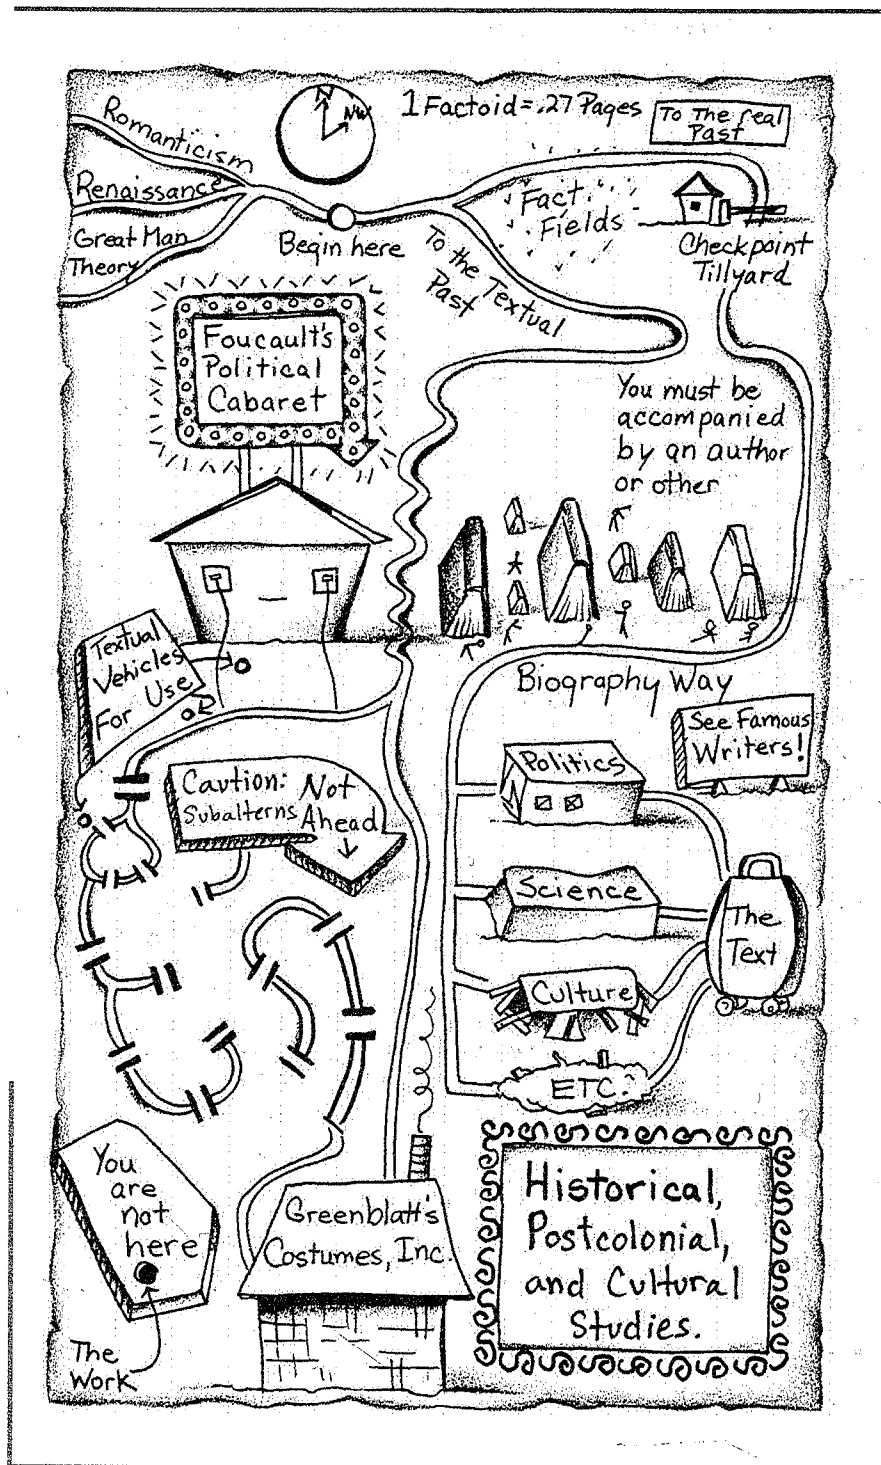 N
NW
1 Factoid = .27 Pages
To The real
Past
Romanticism
Renaissance
Great Man
Theory
Begin here
To the Textual
Past
Fact
Fields
Checkpoint
Tillyard
Foucault's
Political
Cabaret
You must be
accompanied
by an author
or other
Textual
Vehicles
For Use
Biography Way
See Famous
Writers!
Caution:
Subalterns
Not
Ahead
Politics
Science
Culture
ETC.
The
Text
You
are
not
here
The
Work
Greenblatt's
Costumes, Inc.
Historical,
Postcolonial,
and Cultural
Studies.